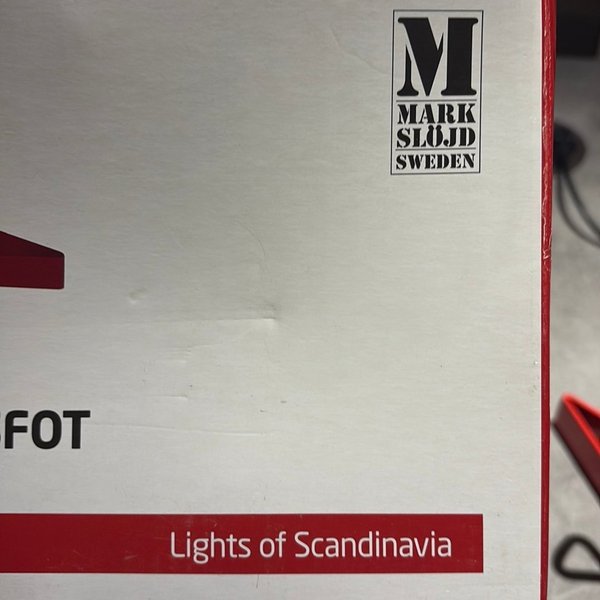 M
MARK
SLÖJD
SWEDEN
FOT
Lights of Scandinavia